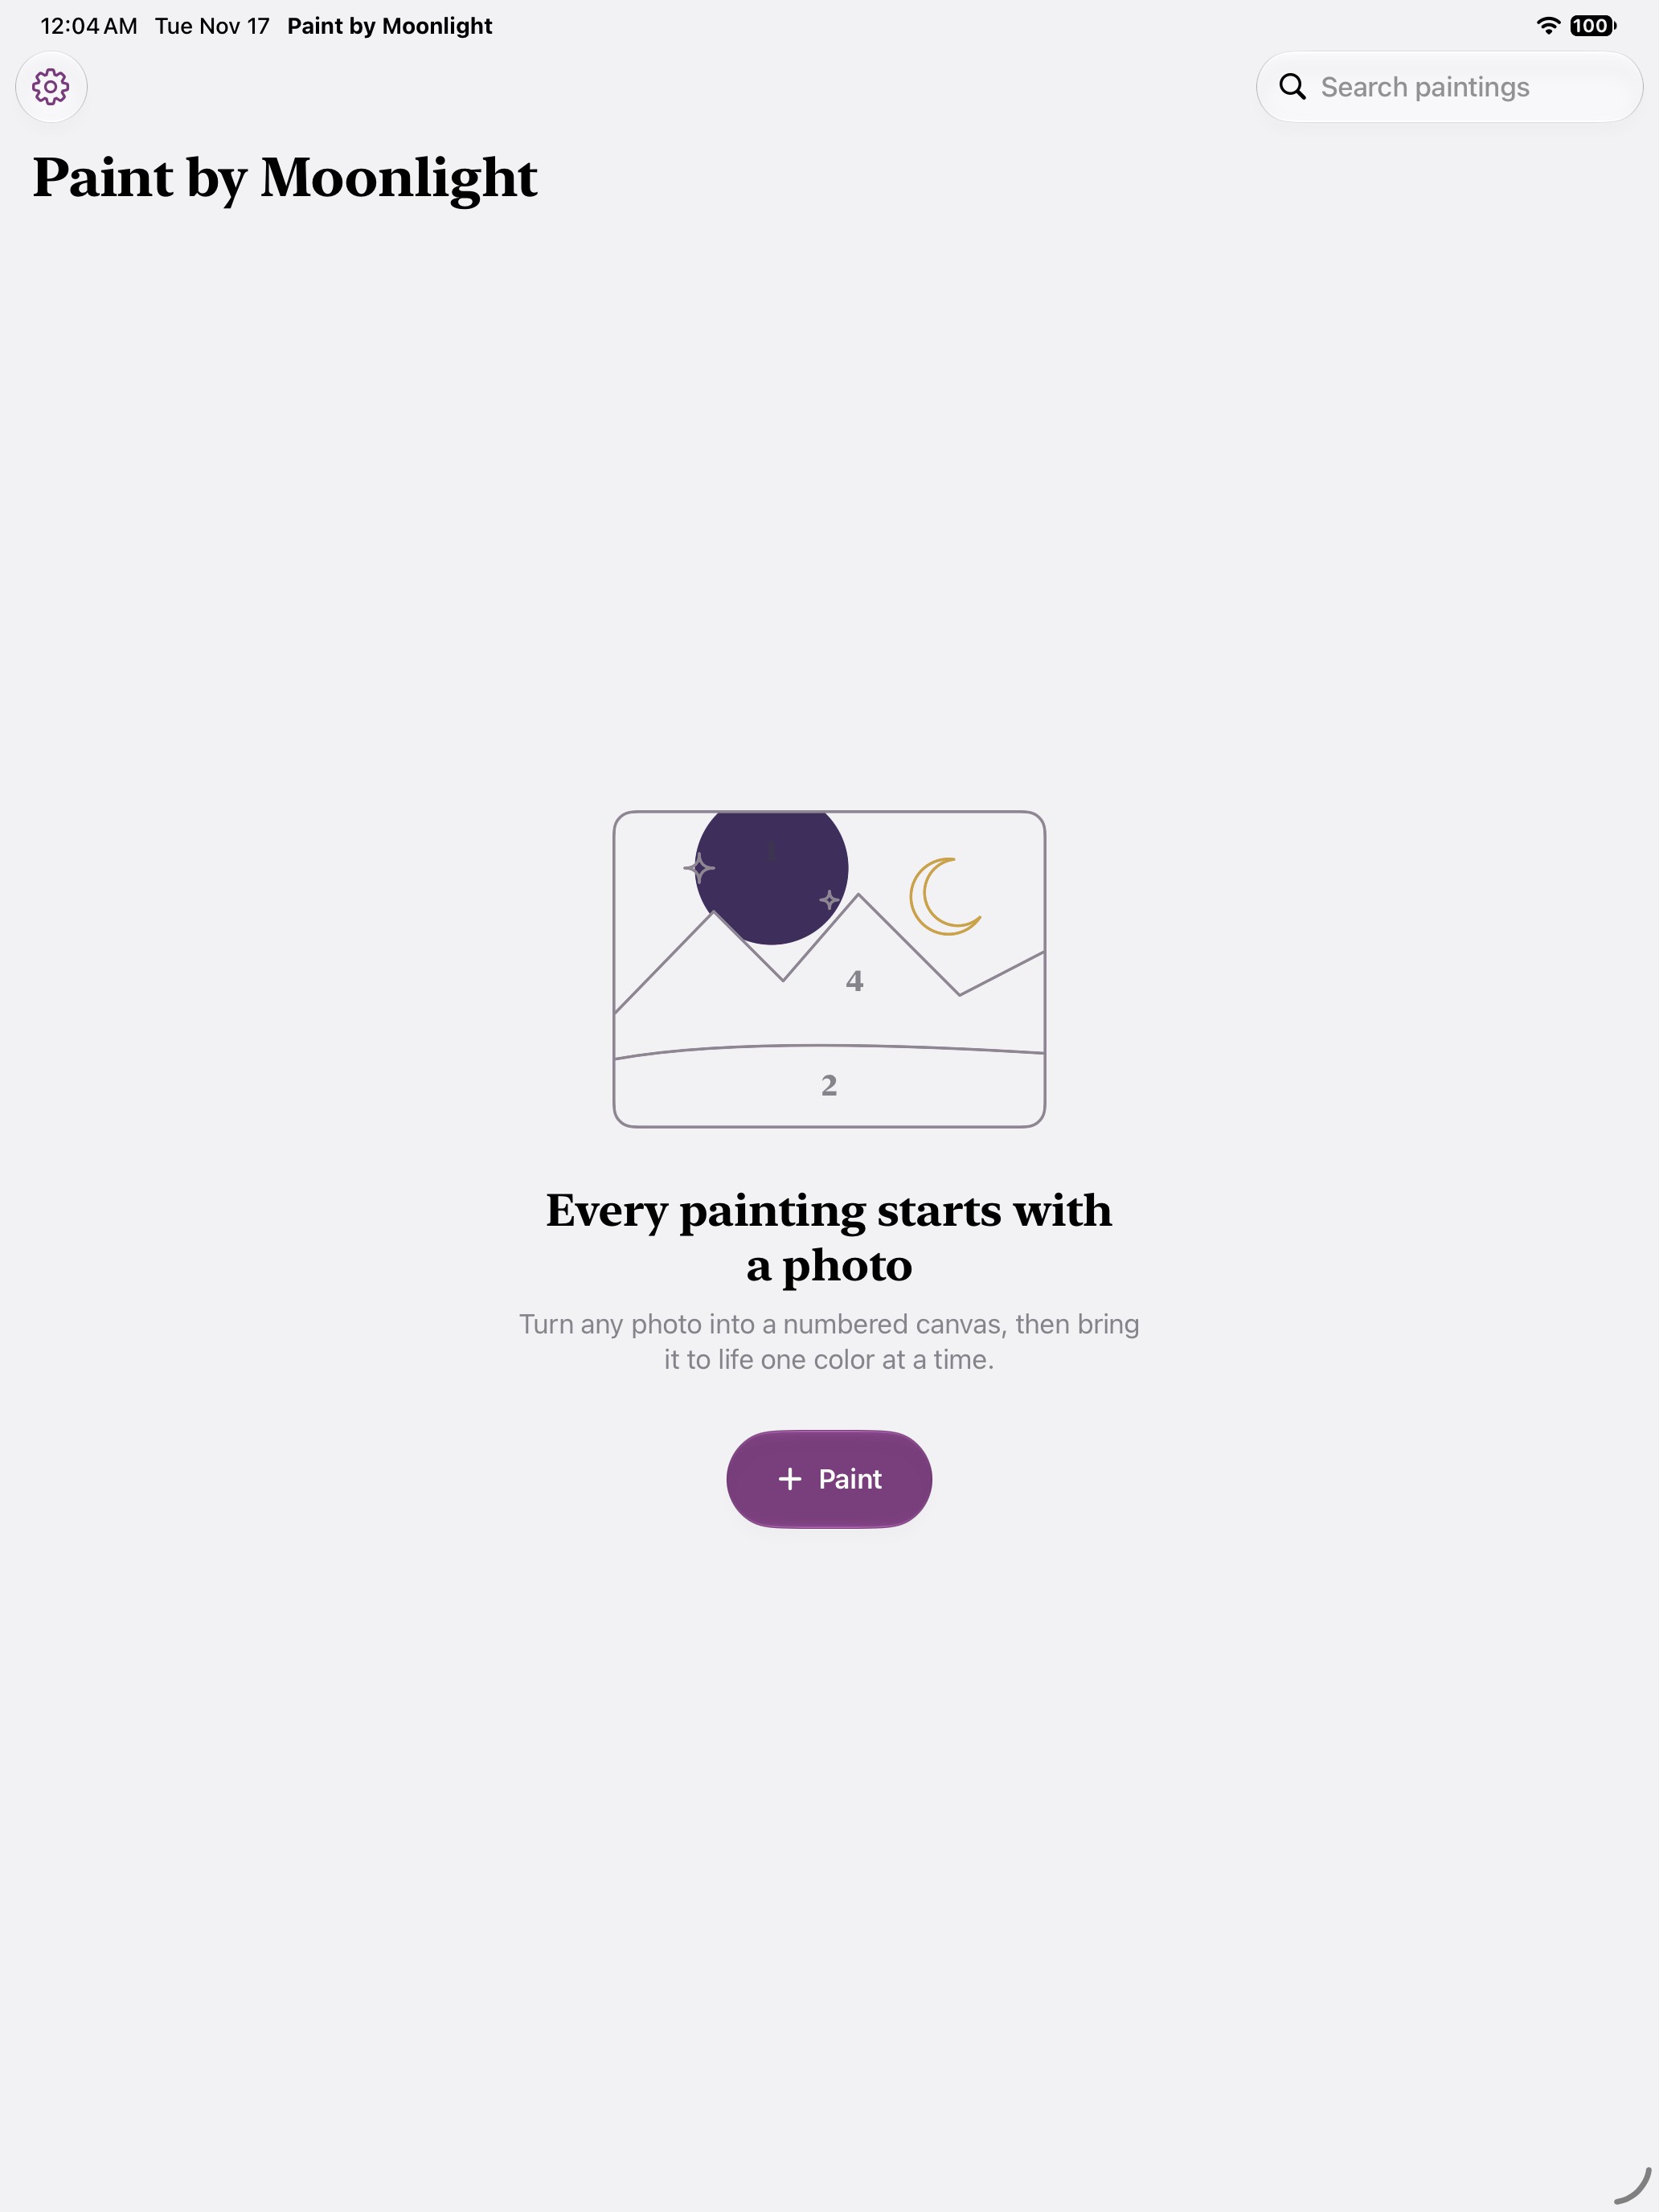 12:04 AM Tue Nov 17 Paint by Moonlight
100
Search paintings
Paint by Moonlight
1
4
2
Every painting starts with
a photo
Turn any photo into a numbered canvas, then bring
it to life one color at a time.
+ Paint